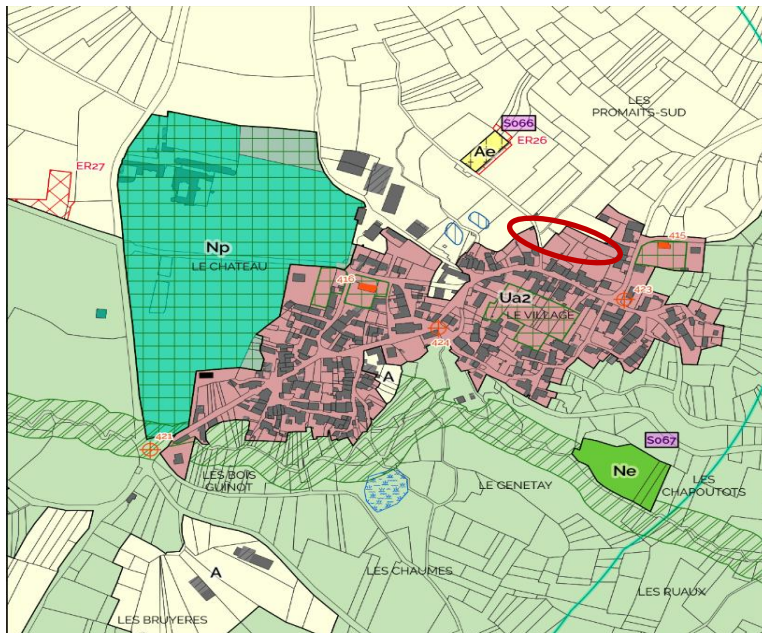 LES
PROMAITS-SUD
S066
Ae
ER26
ER27
Np
LE CHATEAU
415
416
Ua2
LE VILLAGE
423
424
A
421
S067
LES BOIS
GUINOT
LE GENETAY
Ne
LES
CHAPOUTOTS
LES CHAUMES
A
LES RUAUX
LES BRUYERES